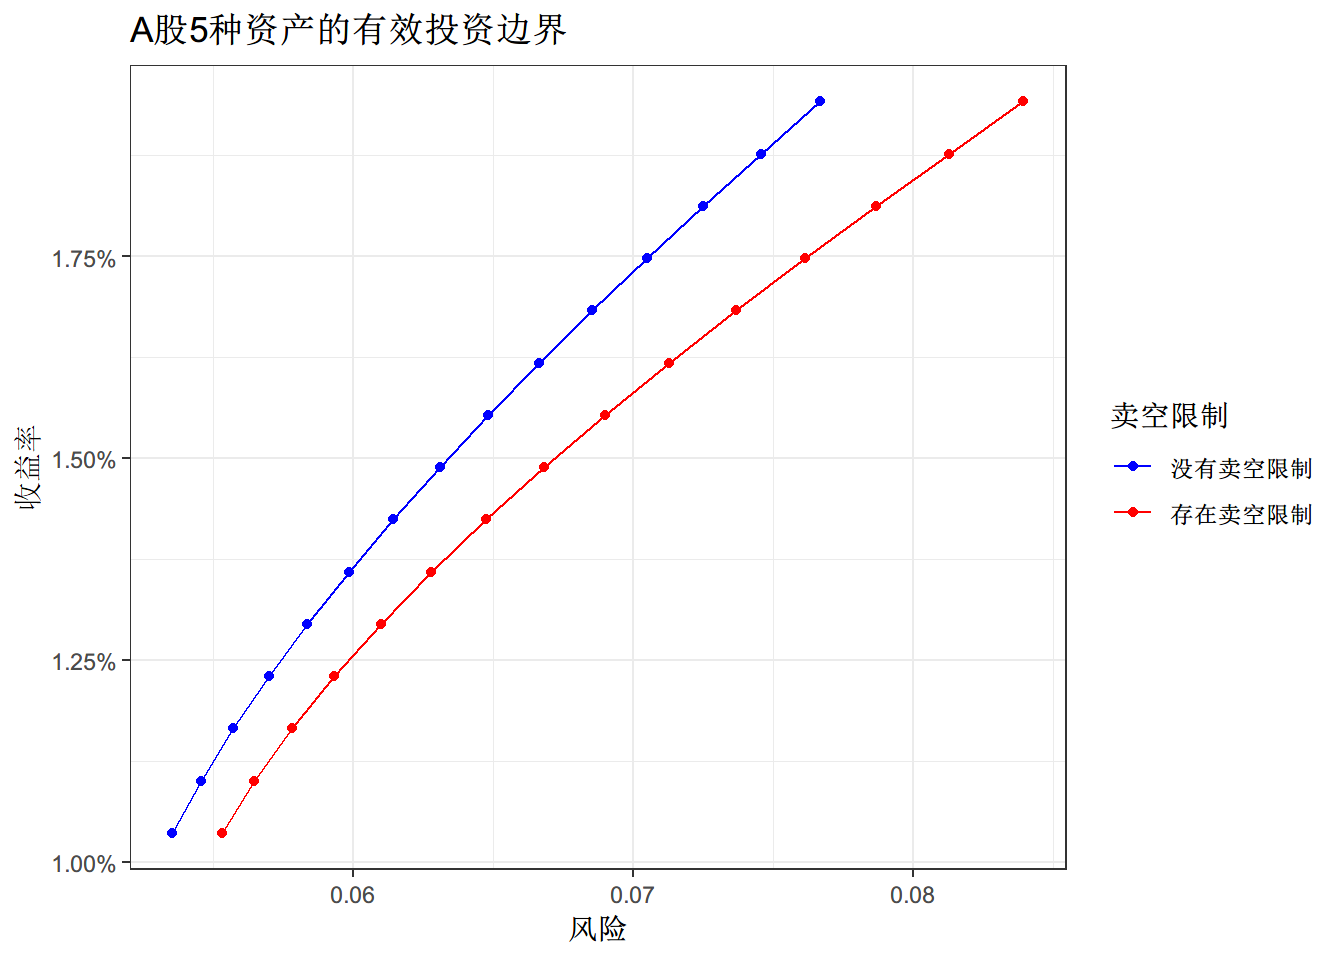 A股5种资产的有效投资边界
收益率
1.75%
1.50%
1.25%
1.00%
0.06
0.07
0.08
风险
卖空限制
没有卖空限制
存在卖空限制